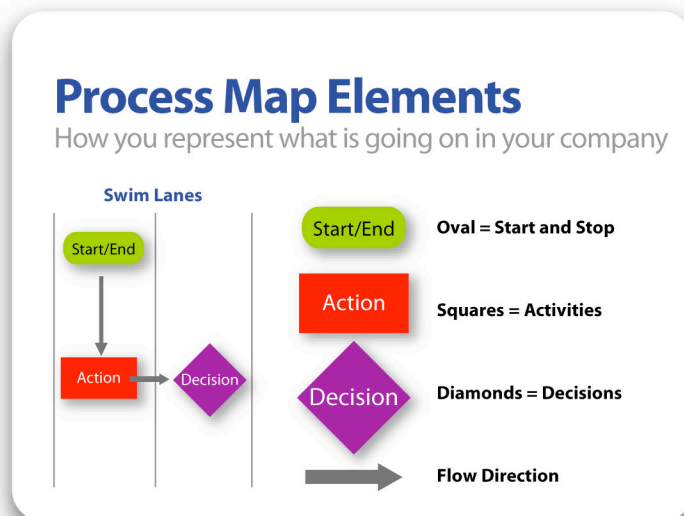 Process Map Elements
How you represent what is going on in your company
Swim Lanes
Start/End
Action
Decision
Start/End
Oval = Start and Stop
Action
Squares = Activities
Decision
Diamonds = Decisions
Flow Direction